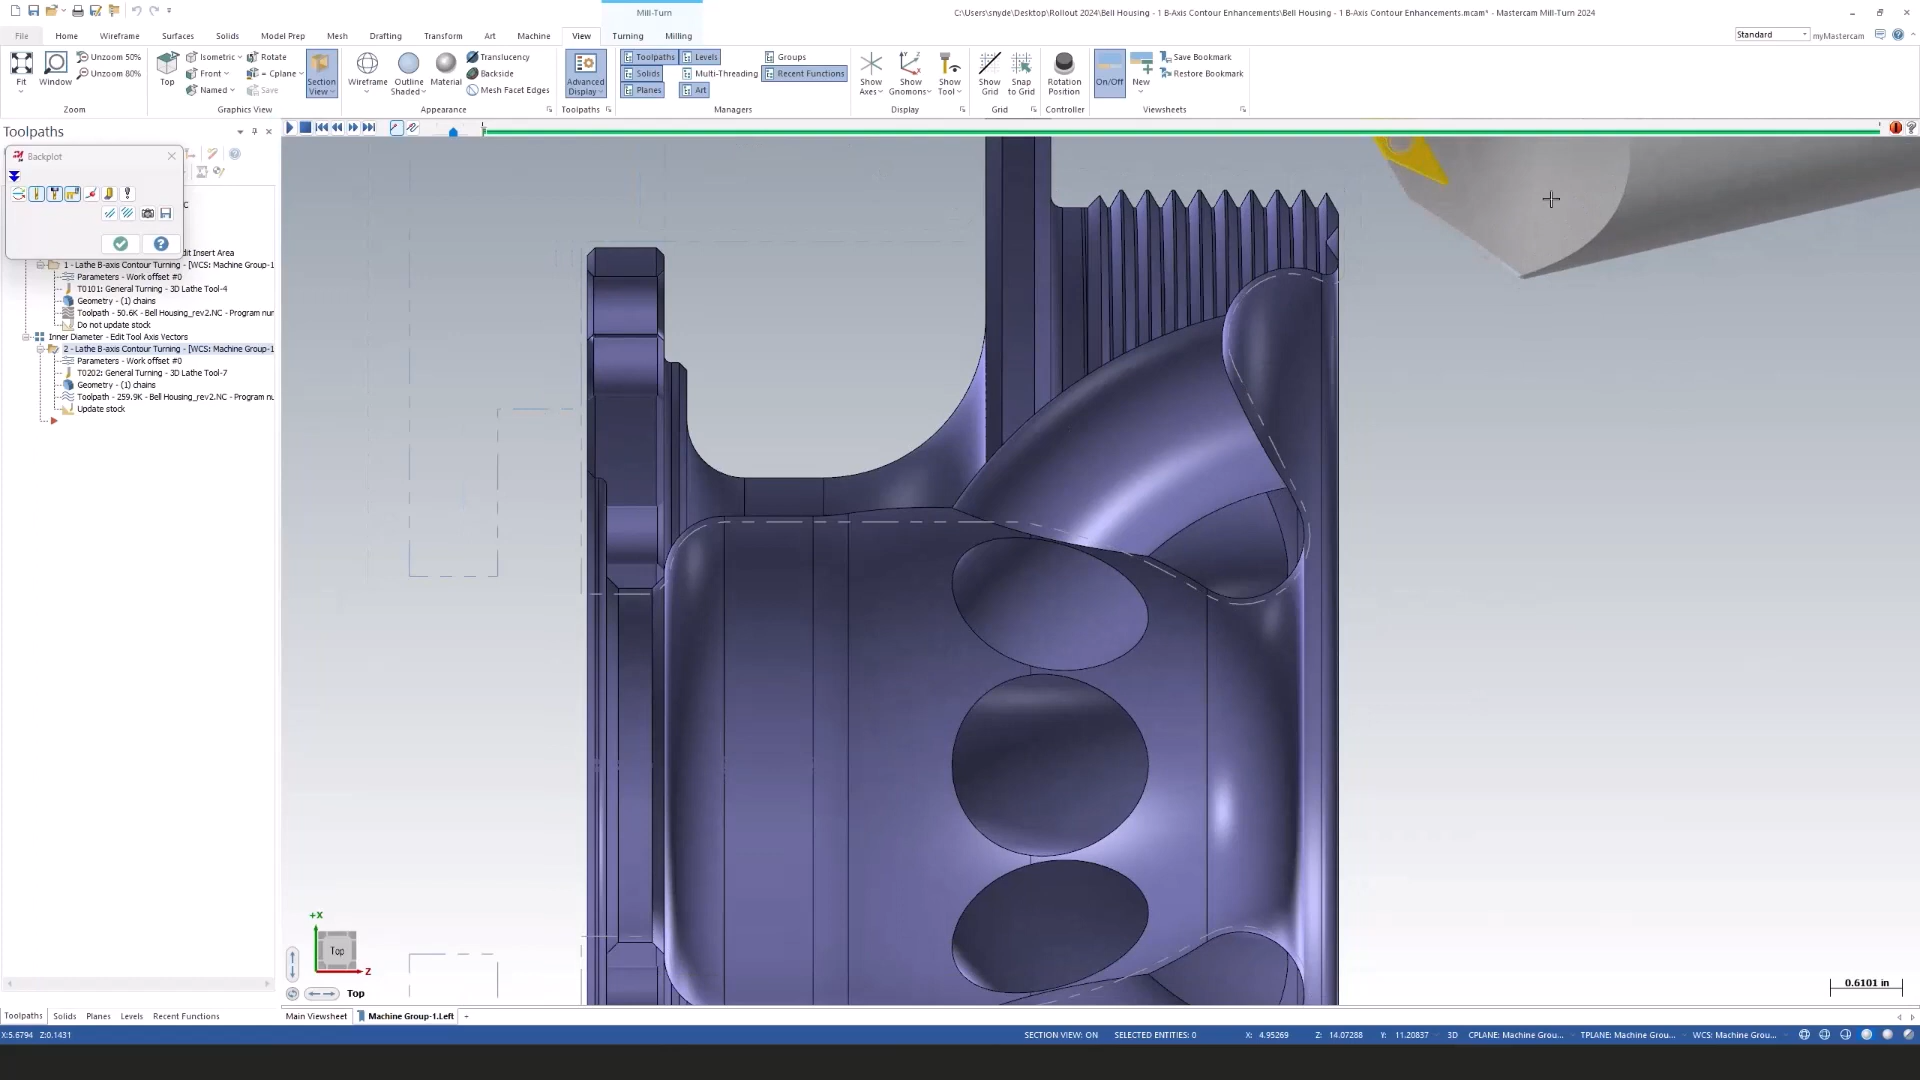 Mill-Turn
C:\Users\snyde\Desktop\Rollout 2024\Bell Housing - 1 B-Axis Contour Enhancements\Bell Housing - 1 B-Axis Contour Enhancements.mcam* - Mastercam Mill-Turn 2024
File Home Wireframe Surfaces Solids Model Prep Mesh Drafting Transform Art Machine View Turning Milling
Standard myMastercam
Fit Window Unzoom 50% Unzoom 80% Zoom
Top Isometric Front Named Rotate = Cplane Save Section View Graphics View
Wireframe Outline Shaded Material Translucency Backside Mesh Facet Edges Appearance
Advanced Display Toolpaths
Toolpaths Solids Planes Levels Multi-Threading Art Groups Recent Functions Managers
Show Axes Show Gnomons Show Tool Display
Show Grid Snap to Grid Grid
Rotation Position Controller
On/Off New Save Bookmark Restore Bookmark Viewsheets
Toolpaths
Backplot
dit Insert Area
1 - Lathe B-axis Contour Turning - [WCS: Machine Group-1
Parameters - Work offset #0
T0101: General Turning - 3D Lathe Tool-4
Geometry - (1) chains
Toolpath - 50.6K - Bell Housing_rev2.NC - Program nur
Do not update stock
Inner Diameter - Edit Tool Axis Vectors
2 - Lathe B-axis Contour Turning - [WCS: Machine Group-1
Parameters - Work offset #0
T0202: General Turning - 3D Lathe Tool-7
Geometry - (1) chains
Toolpath - 259.9K - Bell Housing_rev2.NC - Program nu
Update stock
+X
Top
Z
Top
0.6101 in
Toolpaths Solids Planes Levels Recent Functions
Main Viewsheet Machine Group-1.Left +
X:5.6794 Z:0.1431
SECTION VIEW: ON SELECTED ENTITIES: 0 X: 4.95269 Z: 14.07288 Y: 11.20837 3D CPLANE: Machine Grou... TPLANE: Machine Grou... WCS: Machine Grou...